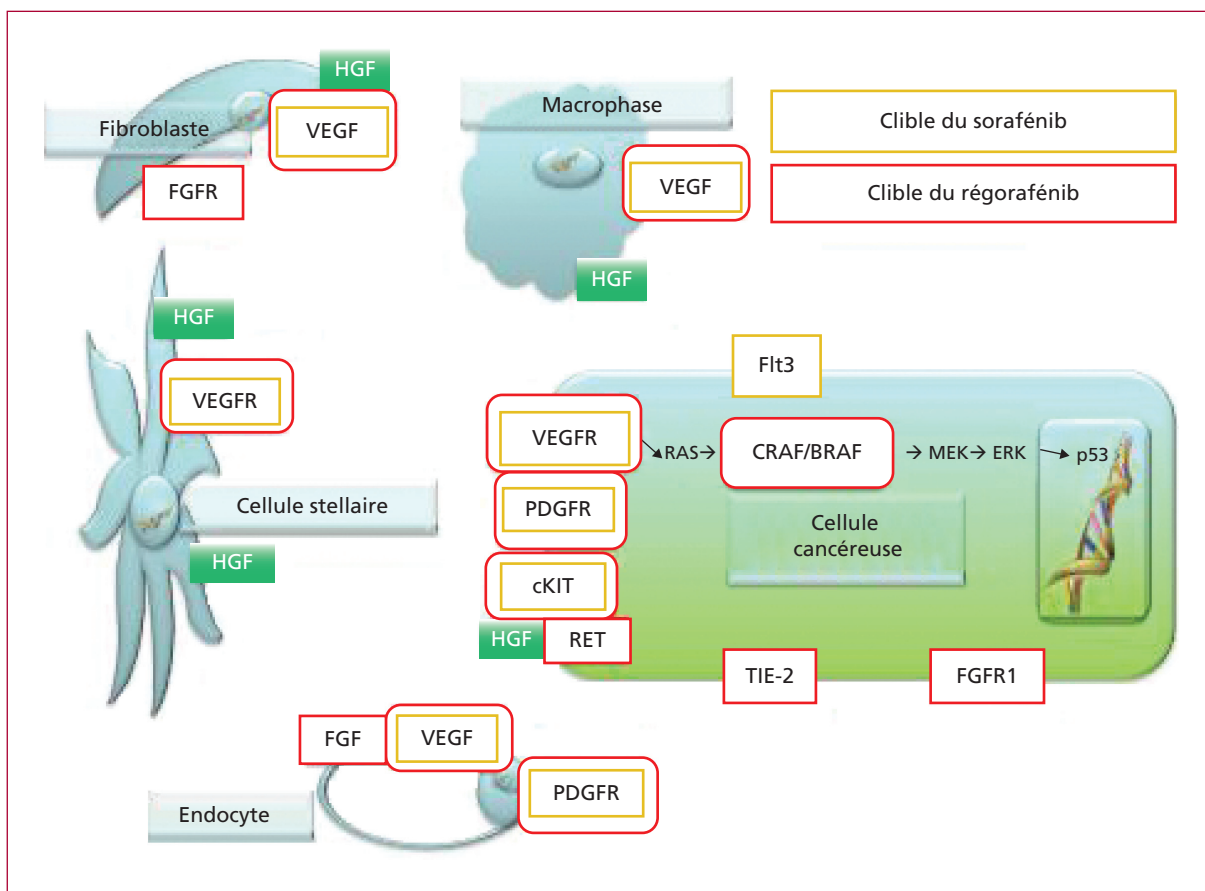 HGF
Fibroblaste
VEGF
FGFR
Macrophase
VEGF
HGF
Clible du sorafénib
Clible du régorafénib
HGF
VEGFR
Cellule stellaire
HGF
Flt3
VEGFR
RAS→
CRAF/BRAF
→ MEK→ ERK
p53
PDGFR
Cellule
cancéreuse
cKIT
HGF
RET
TIE-2
FGFR1
FGF
VEGF
PDGFR
Endocyte